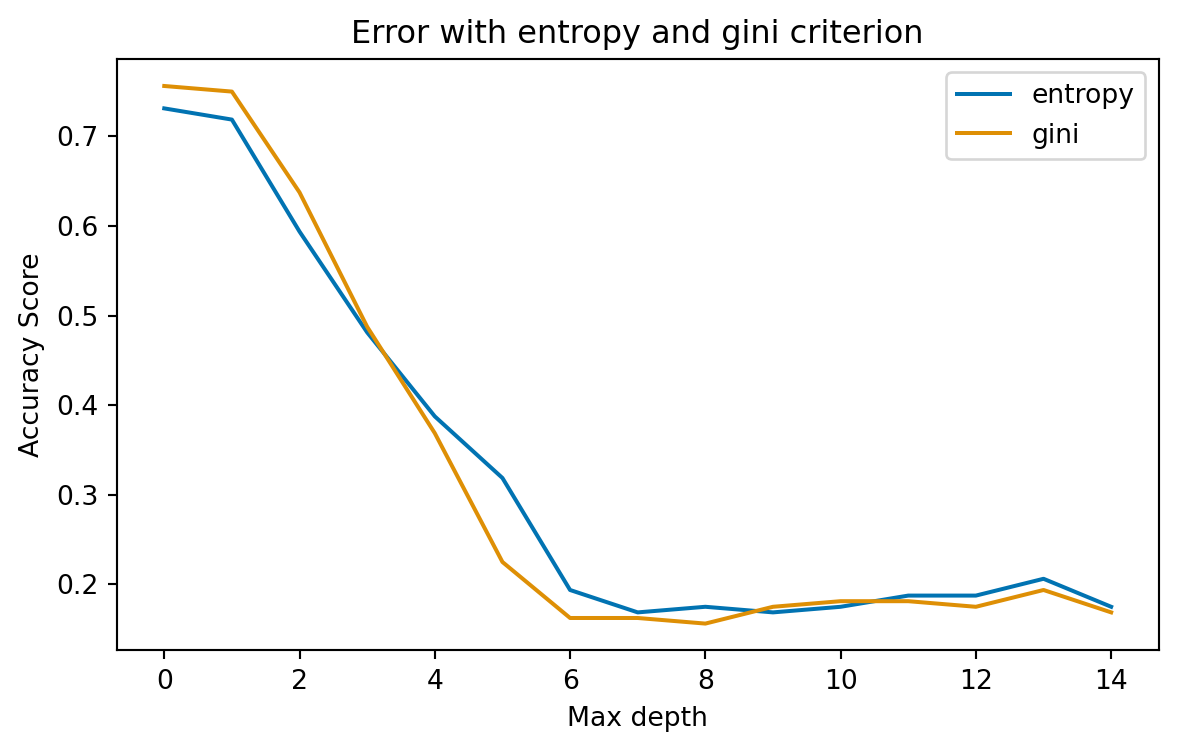 Error with entropy and gini criterion
entropy
gini
Accuracy Score
0.7
0.6
0.5
0.4
0.3
0.2
0 2 4 6 8 10 12 14
Max depth